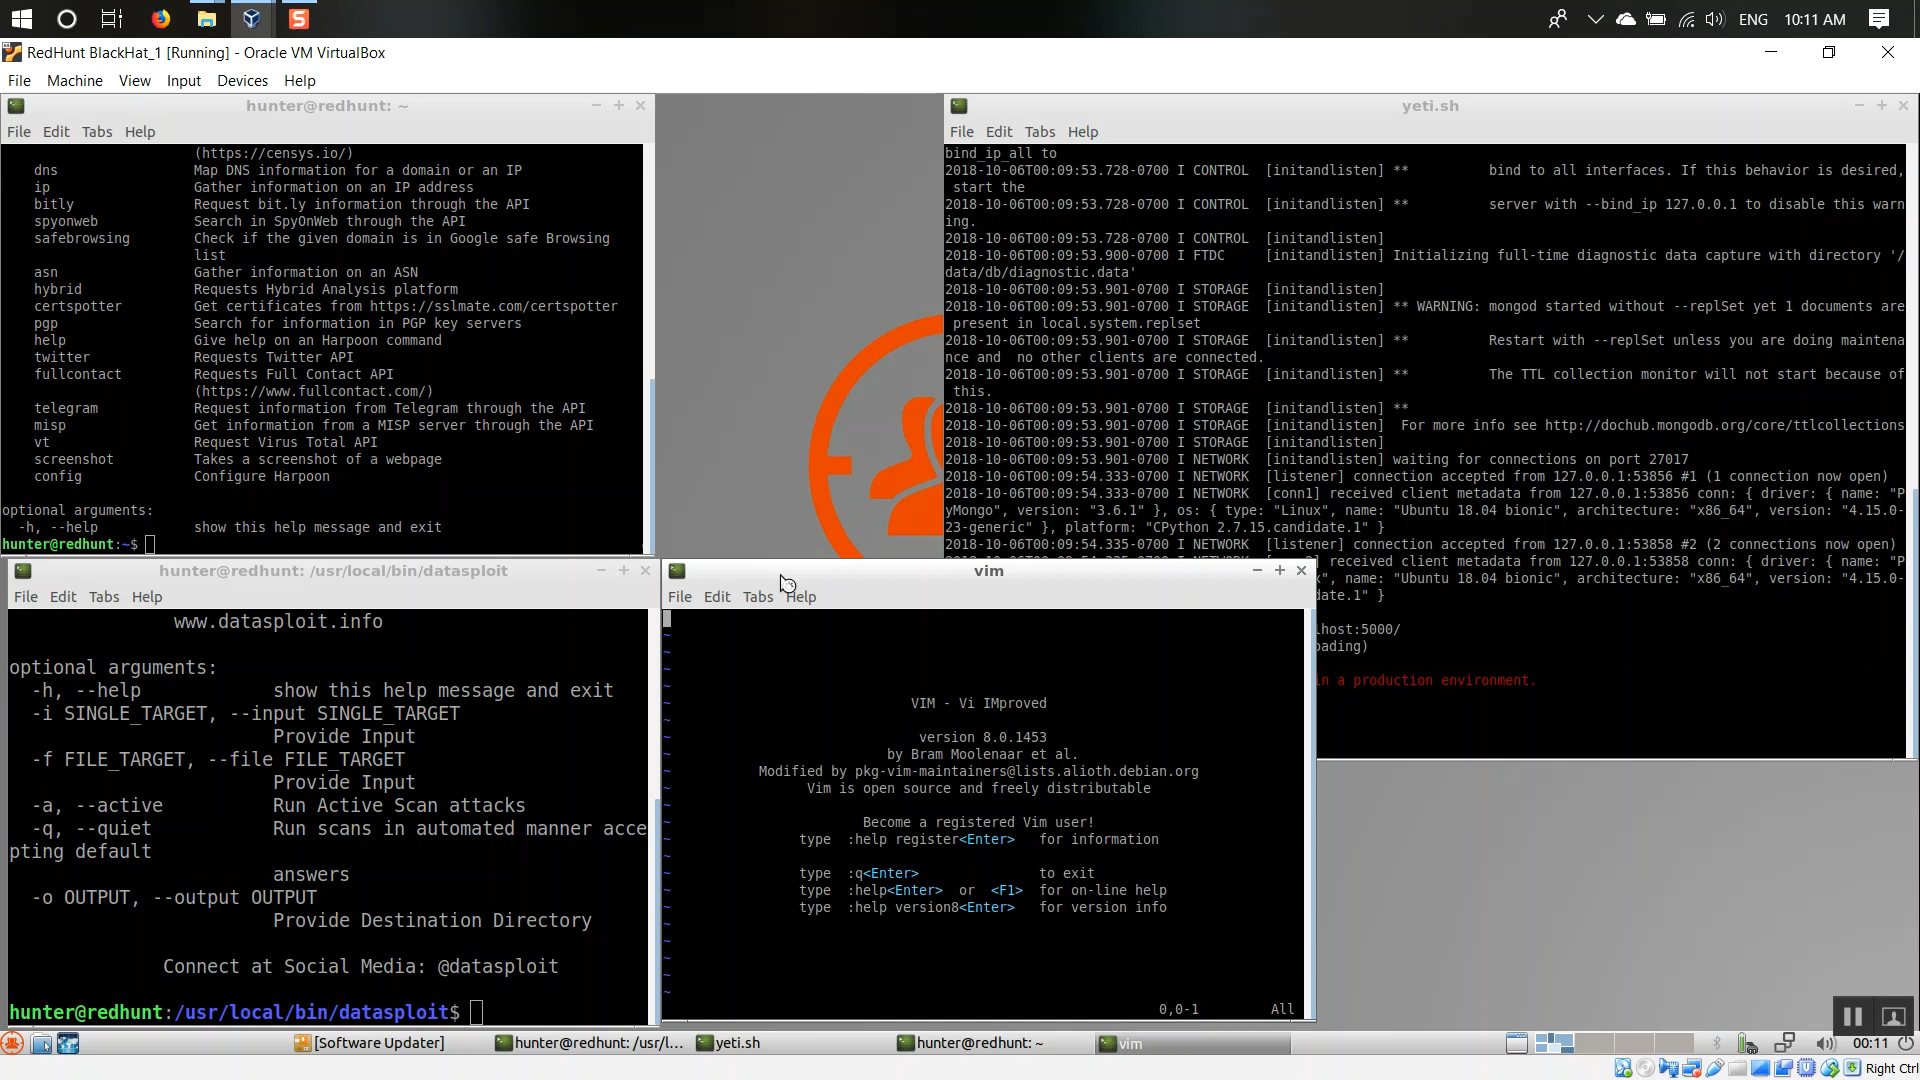 ENG 10:11 AM
RedHunt BlackHat_1 [Running] - Oracle VM VirtualBox
File Machine View Input Devices Help
hunter@redhunt: ~
File Edit Tabs Help
(https://censys.io/)
dns Map DNS information for a domain or an IP
ip Gather information on an IP address
bitly Request bit.ly information through the API
spyonweb Search in SpyOnWeb through the API
safebrowsing Check if the given domain is in Google safe Browsing
list
asn Gather information on an ASN
hybrid Requests Hybrid Analysis platform
certspotter Get certificates from https://sslmate.com/certspotter
pgp Search for information in PGP key servers
help Give help on an Harpoon command
twitter Requests Twitter API
fullcontact Requests Full Contact API
(https://www.fullcontact.com/)
telegram Request information from Telegram through the API
misp Get information from a MISP server through the API
vt Request Virus Total API
screenshot Takes a screenshot of a webpage
config Configure Harpoon
optional arguments:
-h, --help show this help message and exit
hunter@redhunt:~$
yeti.sh
File Edit Tabs Help
bind_ip_all to
2018-10-06T00:09:53.728-0700 I CONTROL [initandlisten] ** bind to all interfaces. If this behavior is desired,
start the
2018-10-06T00:09:53.728-0700 I CONTROL [initandlisten] ** server with --bind_ip 127.0.0.1 to disable this warn
ing.
2018-10-06T00:09:53.728-0700 I CONTROL [initandlisten]
2018-10-06T00:09:53.900-0700 I FTDC [initandlisten] Initializing full-time diagnostic data capture with directory '/
data/db/diagnostic.data'
2018-10-06T00:09:53.901-0700 I STORAGE [initandlisten]
2018-10-06T00:09:53.901-0700 I STORAGE [initandlisten] ** WARNING: mongod started without --replSet yet 1 documents are
present in local.system.replset
2018-10-06T00:09:53.901-0700 I STORAGE [initandlisten] ** Restart with --replSet unless you are doing maintena
nce and no other clients are connected.
2018-10-06T00:09:53.901-0700 I STORAGE [initandlisten] ** The TTL collection monitor will not start because of
this.
2018-10-06T00:09:53.901-0700 I STORAGE [initandlisten] **
2018-10-06T00:09:53.901-0700 I STORAGE [initandlisten] For more info see http://dochub.mongodb.org/core/ttlcollections
2018-10-06T00:09:53.901-0700 I STORAGE [initandlisten]
2018-10-06T00:09:53.901-0700 I NETWORK [initandlisten] waiting for connections on port 27017
2018-10-06T00:09:54.333-0700 I NETWORK [listener] connection accepted from 127.0.0.1:53856 #1 (1 connection now open)
2018-10-06T00:09:54.333-0700 I NETWORK [conn1] received client metadata from 127.0.0.1:53856 conn: { driver: { name: "P
yMongo", version: "3.6.1" }, os: { type: "Linux", name: "Ubuntu 18.04 bionic", architecture: "x86_64", version: "4.15.0-
23-generic" }, platform: "CPython 2.7.15.candidate.1" }
2018-10-06T00:09:54.335-0700 I NETWORK [listener] connection accepted from 127.0.0.1:53858 #2 (2 connections now open)
received client metadata from 127.0.0.1:53858 conn: { driver: { name: "P
", name: "Ubuntu 18.04 bionic", architecture: "x86_64", version: "4.15.0-
date.1" }
lhost:5000/
oading)
in a production environment.
hunter@redhunt: /usr/local/bin/datasploit
File Edit Tabs Help
www.datasploit.info
optional arguments:
-h, --help show this help message and exit
-i SINGLE_TARGET, --input SINGLE_TARGET
Provide Input
-f FILE_TARGET, --file FILE_TARGET
Provide Input
-a, --active Run Active Scan attacks
-q, --quiet Run scans in automated manner acce
pting default
answers
-o OUTPUT, --output OUTPUT
Provide Destination Directory
Connect at Social Media: @datasploit
hunter@redhunt:/usr/local/bin/datasploit$
vim
File Edit Tabs Help
~
~
~
~
~
VIM - Vi IMproved
~
version 8.0.1453
by Bram Moolenaar et al.
Modified by pkg-vim-maintainers@lists.alioth.debian.org
Vim is open source and freely distributable
~
Become a registered Vim user!
type :help register<Enter> for information
~
type :q<Enter> to exit
type :help<Enter> or <F1> for on-line help
type :help version8<Enter> for version info
~
~
~
~
~
0,0-1 All
[Software Updater] hunter@redhunt: /usr/l... yeti.sh hunter@redhunt: ~ vim 00:11
Right Ctrl